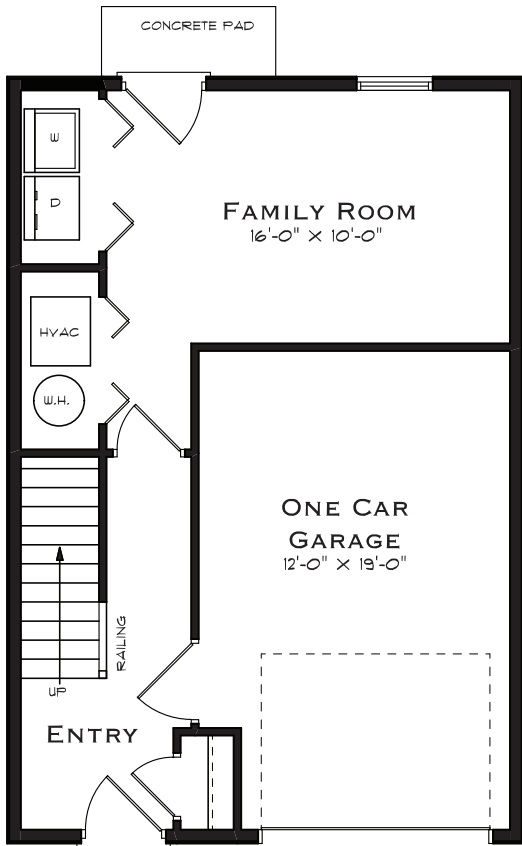 CONCRETE PAD
W
D
FAMILY ROOM
16'-0" X 10'-0"
HVAC
W.H.
ONE CAR
GARAGE
12'-0" X 19'-0"
RAILING
UP
ENTRY